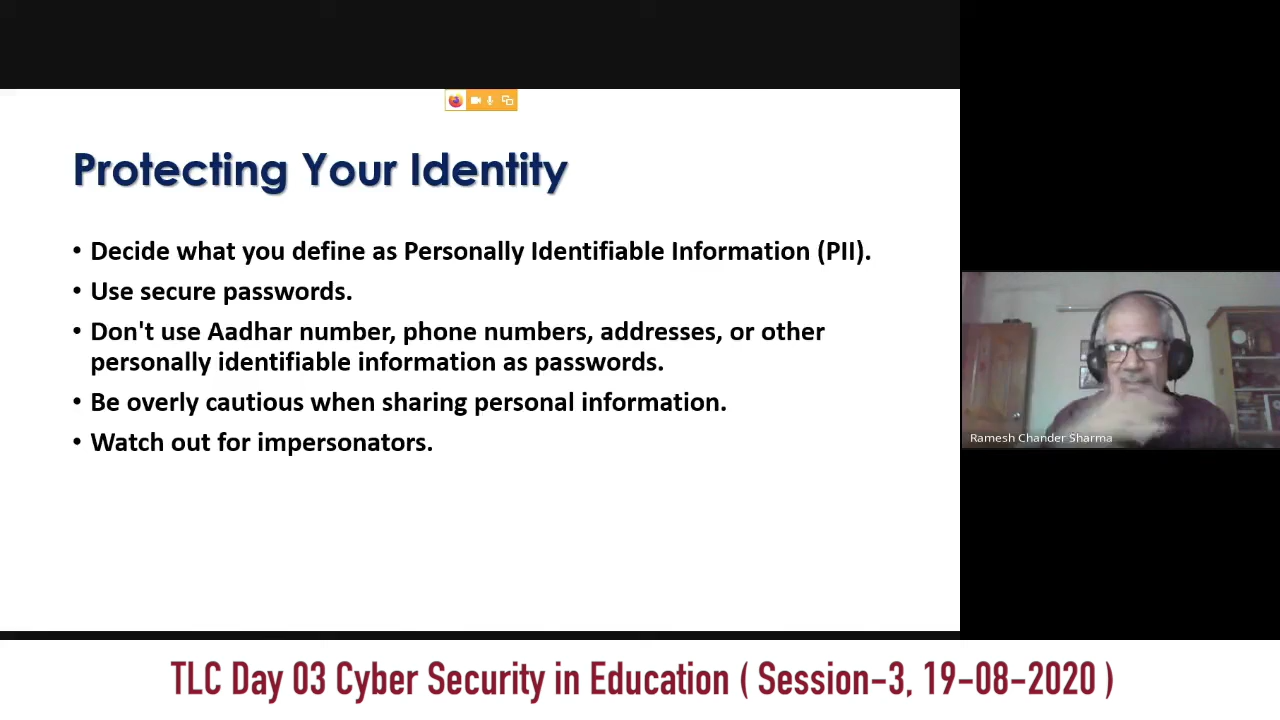 Protecting Your Identity
• Decide what you define as Personally Identifiable Information (PII).
• Use secure passwords.
• Don't use Aadhar number, phone numbers, addresses, or other
personally identifiable information as passwords.
• Be overly cautious when sharing personal information.
• Watch out for impersonators.
Ramesh Chander Sharma
TLC Day 03 Cyber Security in Education ( Session-3, 19-08-2020 )